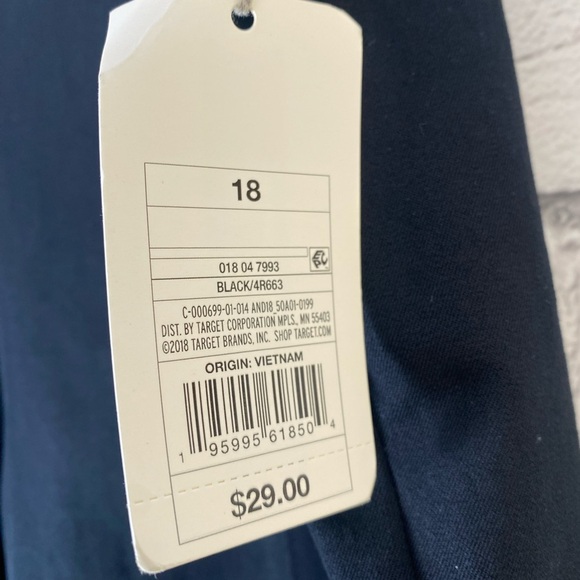 18
018 04 7993
BLACK/4R663
C-000699-01-014 AND18_50A01-0199
DIST. BY TARGET CORPORATION MPLS., MN 55403
©2018 TARGET BRANDS, INC. SHOP TARGET.COM
ORIGIN: VIETNAM
1 95995 61850 4
$29.00